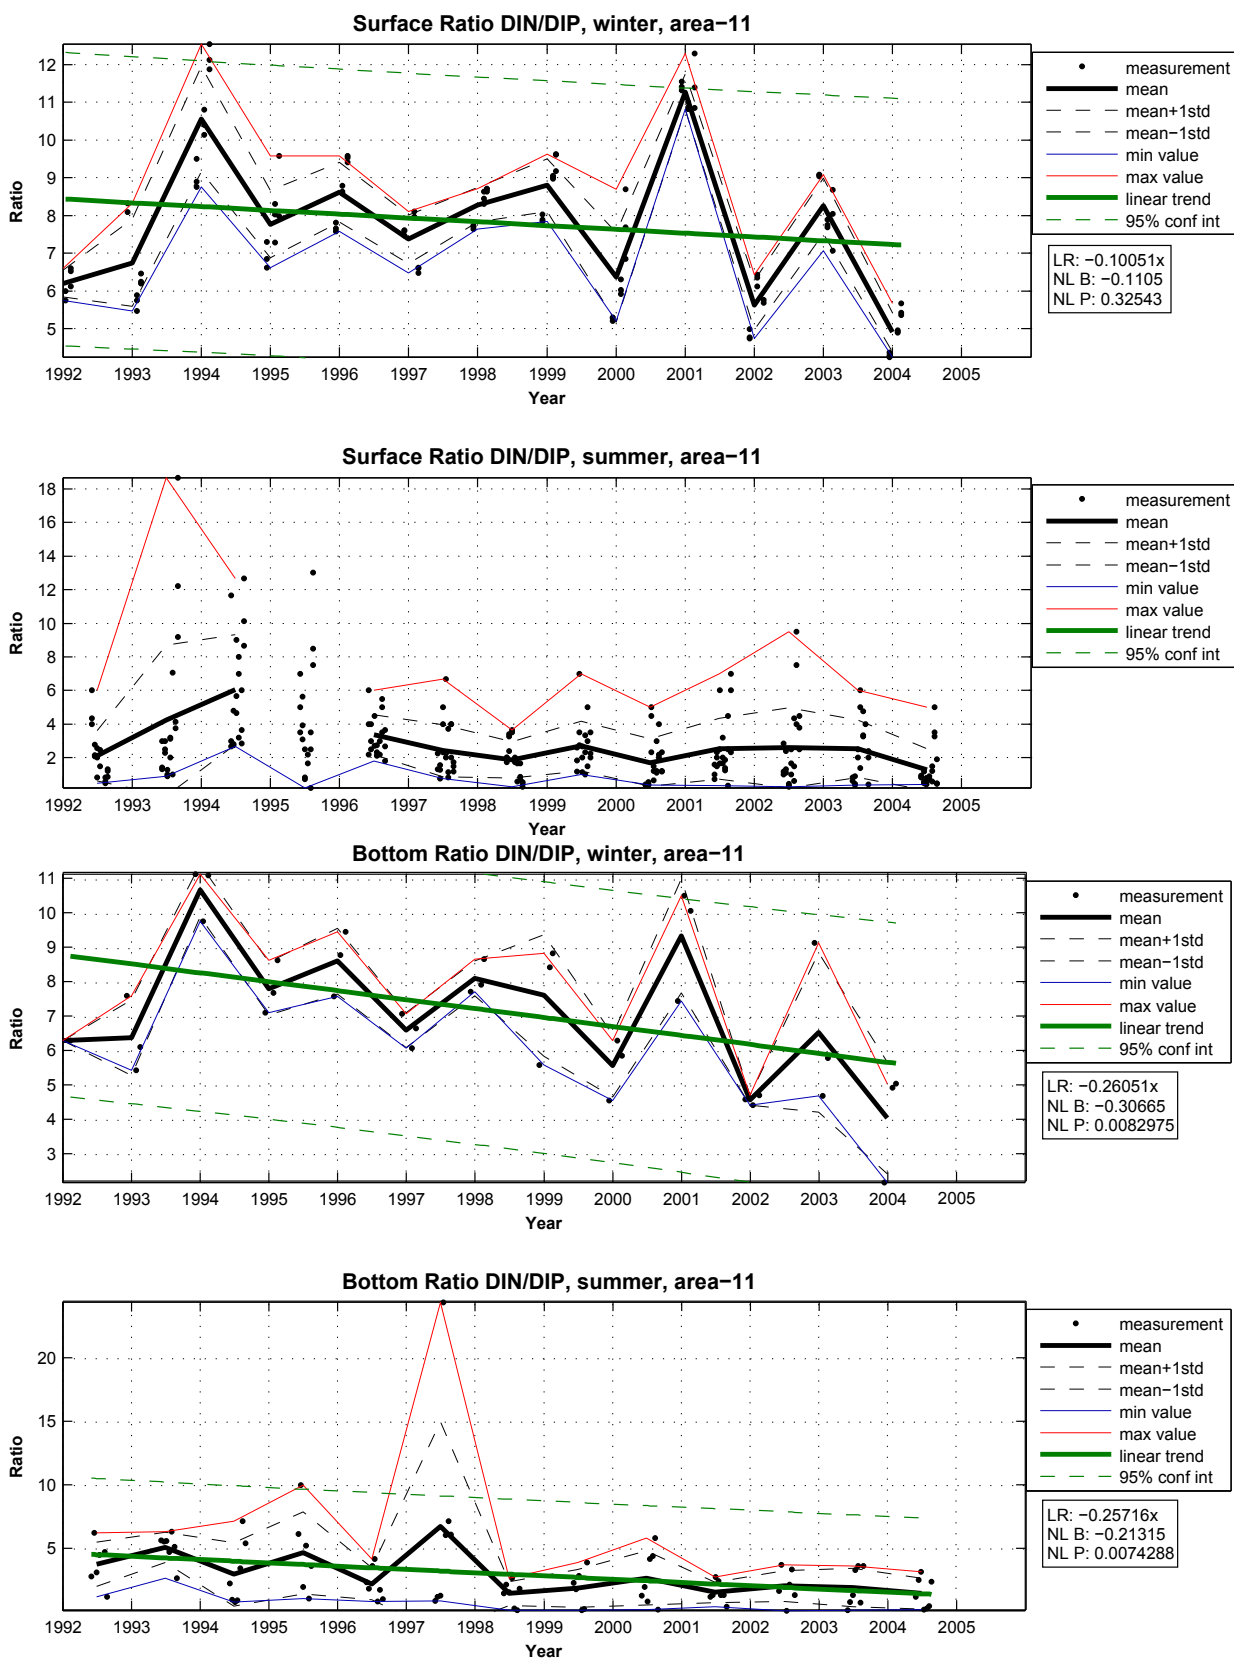 Surface Ratio DIN/DIP, winter, area−11
12
11
10
9
8
7
6
5
Ratio
1992 1993 1994 1995 1996 1997 1998 1999 2000 2001 2002 2003 2004 2005
Year
measurement
mean
mean+1std
mean−1std
min value
max value
linear trend
95% conf int
LR: −0.10051x
NL B: −0.1105
NL P: 0.32543
Surface Ratio DIN/DIP, summer, area−11
18
16
14
12
10
8
6
4
2
Ratio
1992 1993 1994 1995 1996 1997 1998 1999 2000 2001 2002 2003 2004 2005
Year
measurement
mean
mean+1std
mean−1std
min value
max value
linear trend
95% conf int
Bottom Ratio DIN/DIP, winter, area−11
11
10
9
8
7
6
5
4
3
Ratio
1992 1993 1994 1995 1996 1997 1998 1999 2000 2001 2002 2003 2004 2005
Year
measurement
mean
mean+1std
mean−1std
min value
max value
linear trend
95% conf int
LR: −0.26051x
NL B: −0.30665
NL P: 0.0082975
Bottom Ratio DIN/DIP, summer, area−11
20
15
10
5
Ratio
1992 1993 1994 1995 1996 1997 1998 1999 2000 2001 2002 2003 2004 2005
Year
measurement
mean
mean+1std
mean−1std
min value
max value
linear trend
95% conf int
LR: −0.25716x
NL B: −0.21315
NL P: 0.0074288